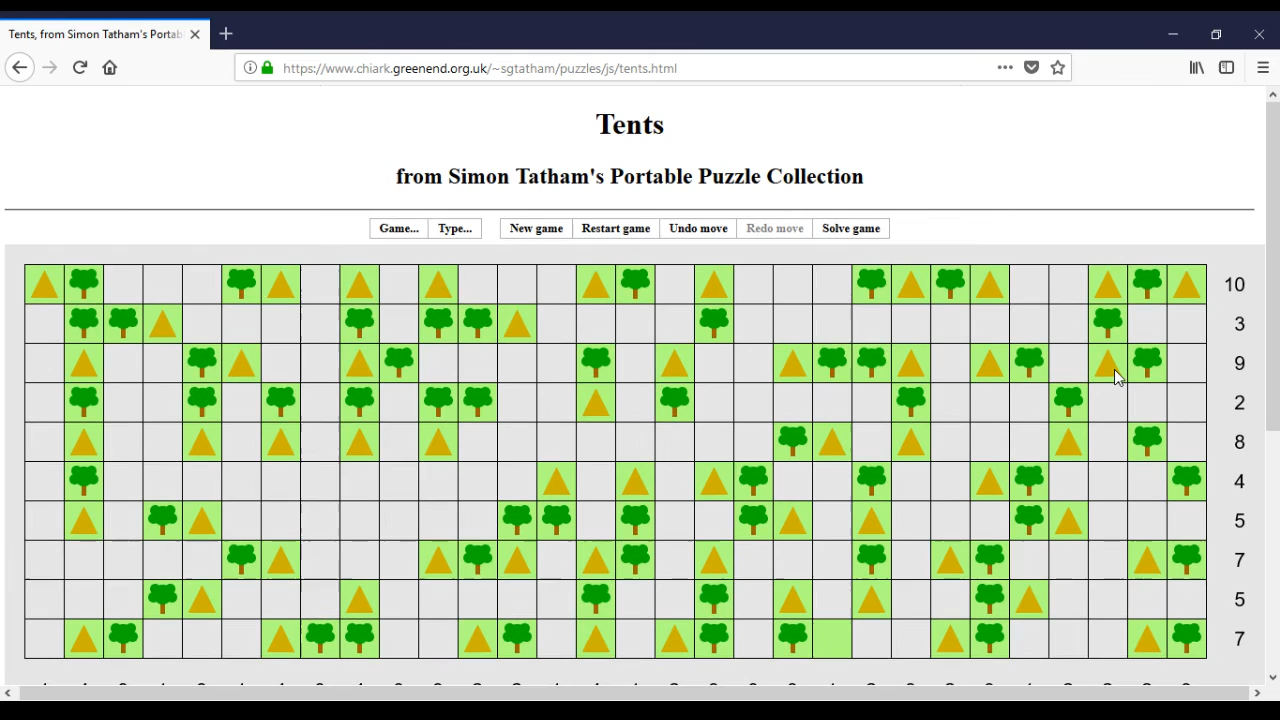 Tents, from Simon Tatham's Portab
https://www.chiark.greenend.org.uk/~sgtatham/puzzles/js/tents.html
Tents
from Simon Tatham's Portable Puzzle Collection
Game... Type... New game Restart game Undo move Redo move Solve game
10
3
9
2
8
4
5
7
5
7